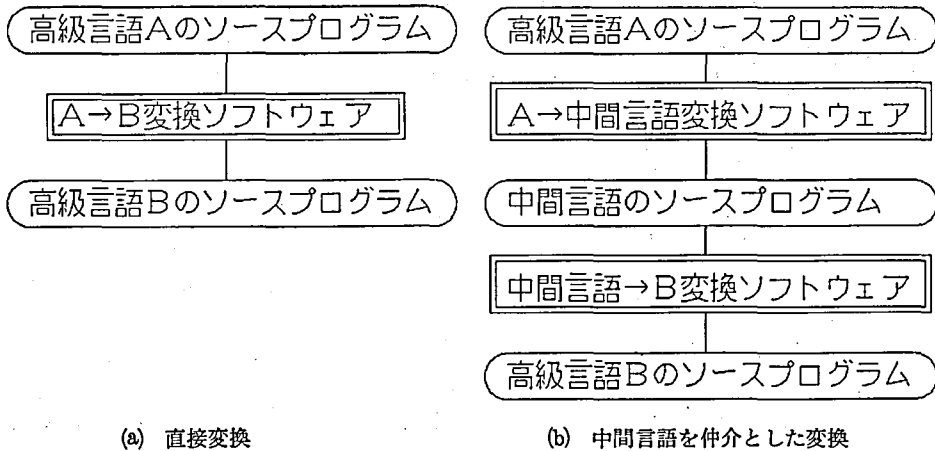 高級言語Aのソースプログラム
A→B変換ソフトウェア
高級言語Bのソースプログラム
(a) 直接変換
高級言語Aのソースプログラム
A→中間言語変換ソフトウェア
中間言語のソースプログラム
中間言語→B変換ソフトウェア
高級言語Bのソースプログラム
(b) 中間言語を仲介とした変換